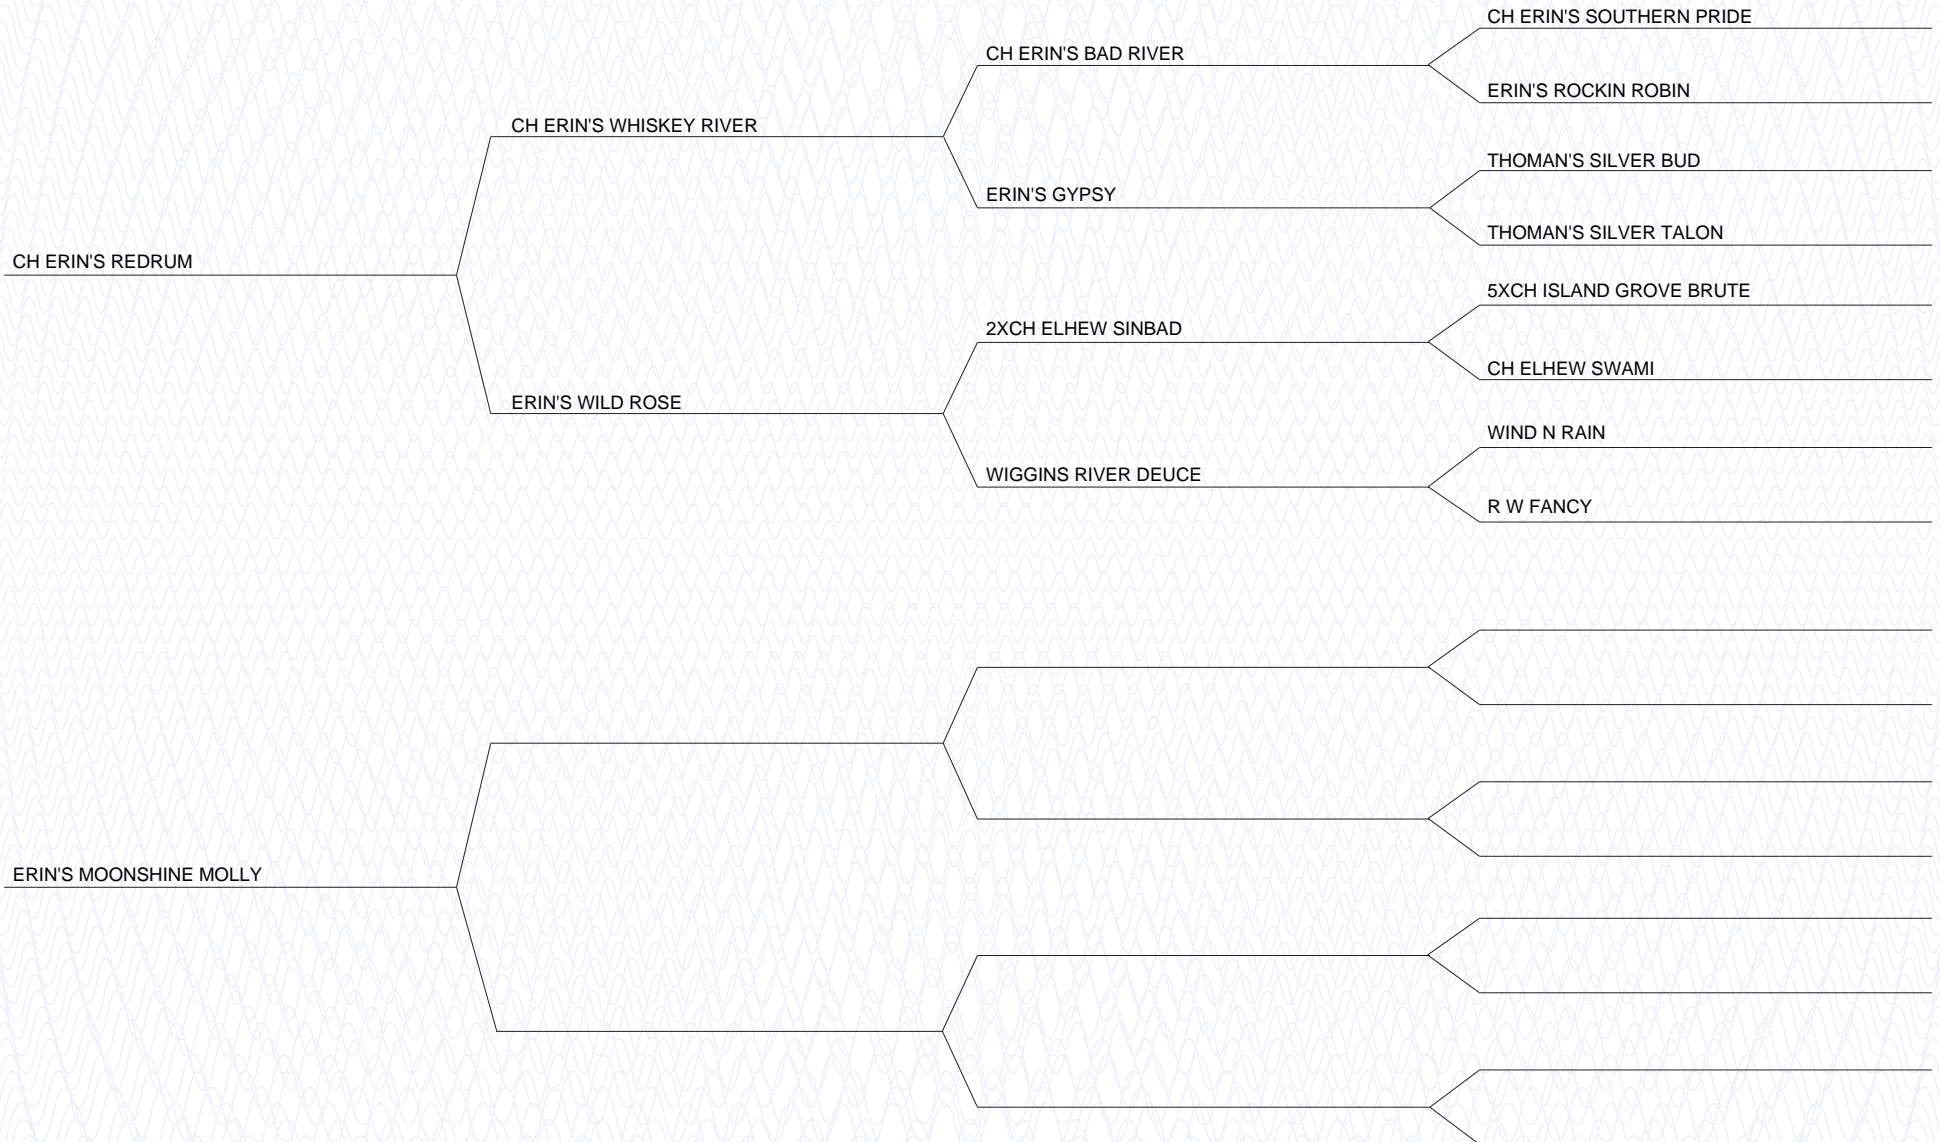 CH ERIN'S SOUTHERN PRIDE
CH ERIN'S BAD RIVER
ERIN'S ROCKIN ROBIN
CH ERIN'S WHISKEY RIVER
THOMAN'S SILVER BUD
ERIN'S GYPSY
THOMAN'S SILVER TALON
CH ERIN'S REDRUM
5XCH ISLAND GROVE BRUTE
2XCH ELHEW SINBAD
CH ELHEW SWAMI
ERIN'S WILD ROSE
WIND N RAIN
WIGGINS RIVER DEUCE
R W FANCY
ERIN'S MOONSHINE MOLLY